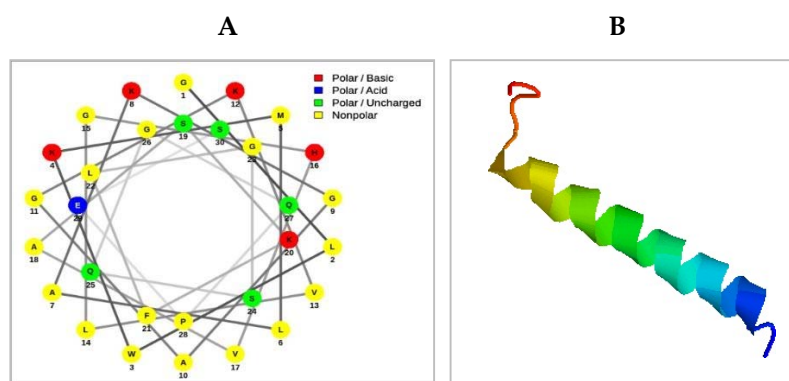 A
B
G
1
K
8
K
12
Polar / Basic
Polar / Acid
Polar / Uncharged
Nonpolar
G
15
M
5
S
19
G
26
S
30
G
23
K
4
H
16
L
22
G
11
G
9
E
29
Q
27
A
18
K
20
L
2
Q
25
A
7
S
24
V
13
F
21
P
28
L
14
L
6
W
3
A
10
V
17